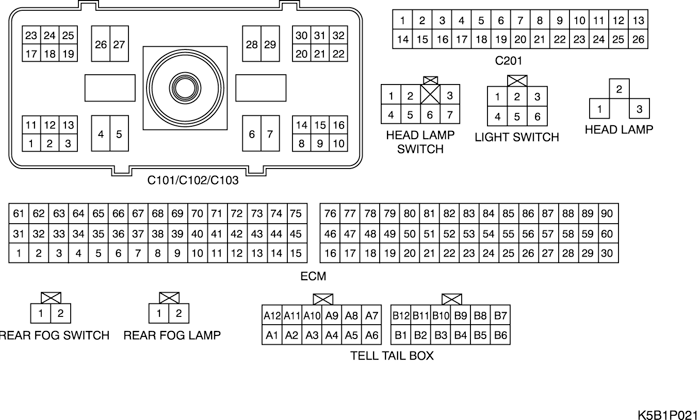 23 24 25 26 27 28 29 30 31 32
17 18 19 20 21 22
11 12 13 4 5 6 7 14 15 16
1 2 3 8 9 10
C101/C102/C103
1 2 3 4 5 6 7 8 9 10 11 12 13
14 15 16 17 18 19 20 21 22 23 24 25 26
C201
1 2 3
4 5 6 7
HEAD LAMP
SWITCH
1 2 3
4 5 6
LIGHT SWITCH
2
1 3
HEAD LAMP
61 62 63 64 65 66 67 68 69 70 71 72 73 74 75
31 32 33 34 35 36 37 38 39 40 41 42 43 44 45
1 2 3 4 5 6 7 8 9 10 11 12 13 14 15
76 77 78 79 80 81 82 83 84 85 86 87 88 89 90
46 47 48 49 50 51 52 53 54 55 56 57 58 59 60
16 17 18 19 20 21 22 23 24 25 26 27 28 29 30
ECM
1 2
REAR FOG SWITCH
1 2
REAR FOG LAMP
A12 A11 A10 A9 A8 A7
A1 A2 A3 A4 A5 A6
B12 B11 B10 B9 B8 B7
B1 B2 B3 B4 B5 B6
TELL TAIL BOX
K5B1P021